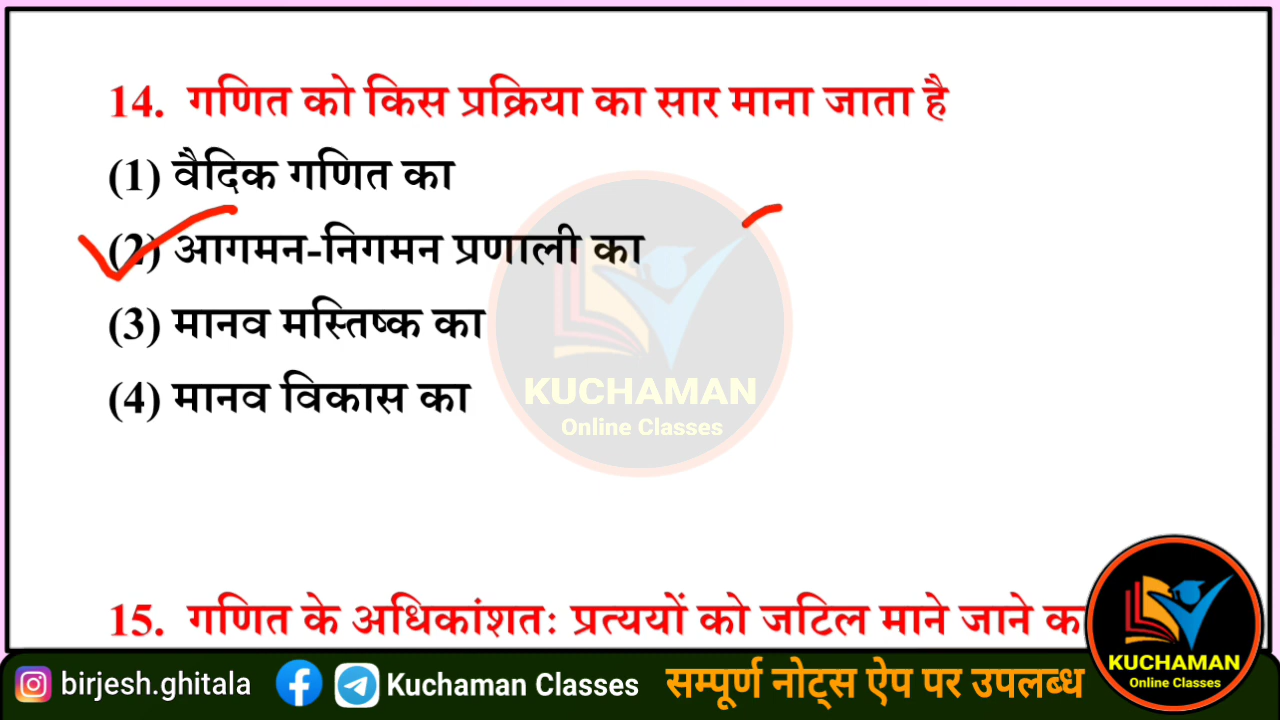 14. गणित को किस प्रक्रिया का सार माना जाता है
(1) वैदिक गणित का
(2) आगमन-निगमन प्रणाली का
(3) मानव मस्तिष्क का
(4) मानव विकास का
KUCHAMAN
Online Classes
15. गणित के अधिकांशतः प्रत्ययों को जटिल माने जाने का
KUCHAMAN
Online Classes
birjesh.ghitala
Kuchaman Classes
सम्पूर्ण नोट्स ऐप पर उपलब्ध